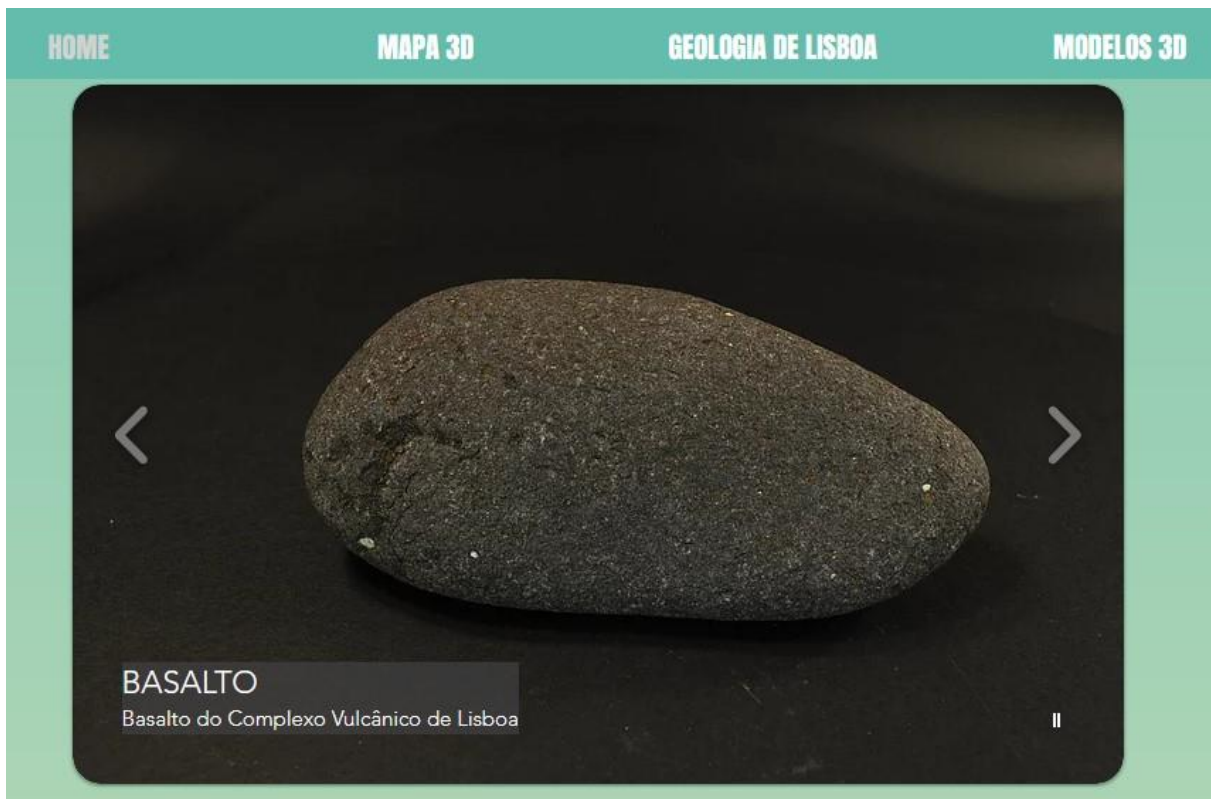 HOME MAPA 3D GEOLOGIA DE LISBOA MODELOS 3D
BASALTO
Basalto do Complexo Vulcânico de Lisboa